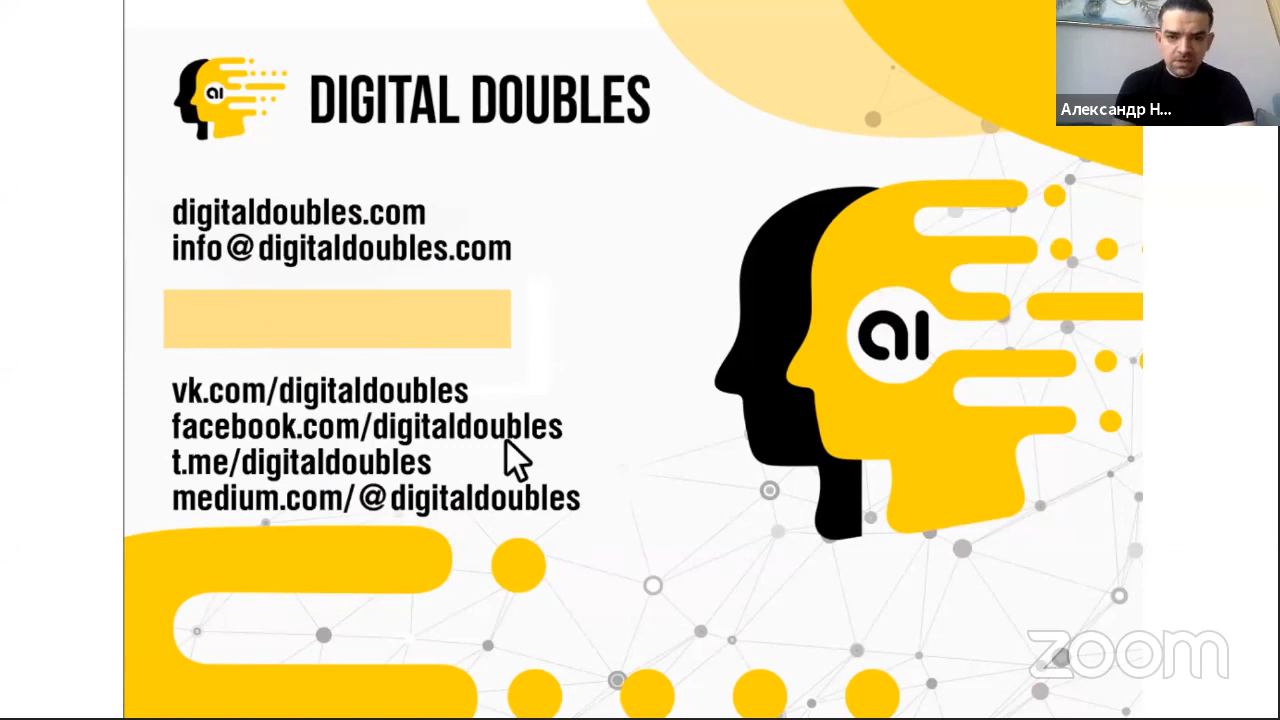 DIGITAL DOUBLES
ai
digitaldoubles.com
info@digitaldoubles.com
vk.com/digitaldoubles
facebook.com/digitaldoubles
t.me/digitaldoubles
medium.com/@digitaldoubles
ai
Александр Н...
zoom